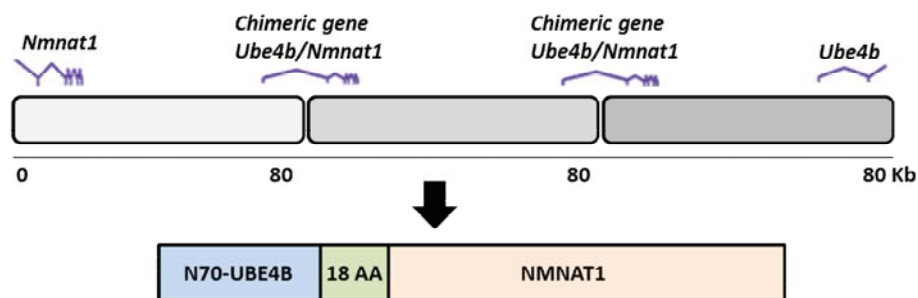 Nmnat1
Chimeric gene
Ube4b/Nmnat1
Chimeric gene
Ube4b/Nmnat1
Ube4b
0
80
80
80 Kb
N70-UBE4B
18 AA
NMNAT1